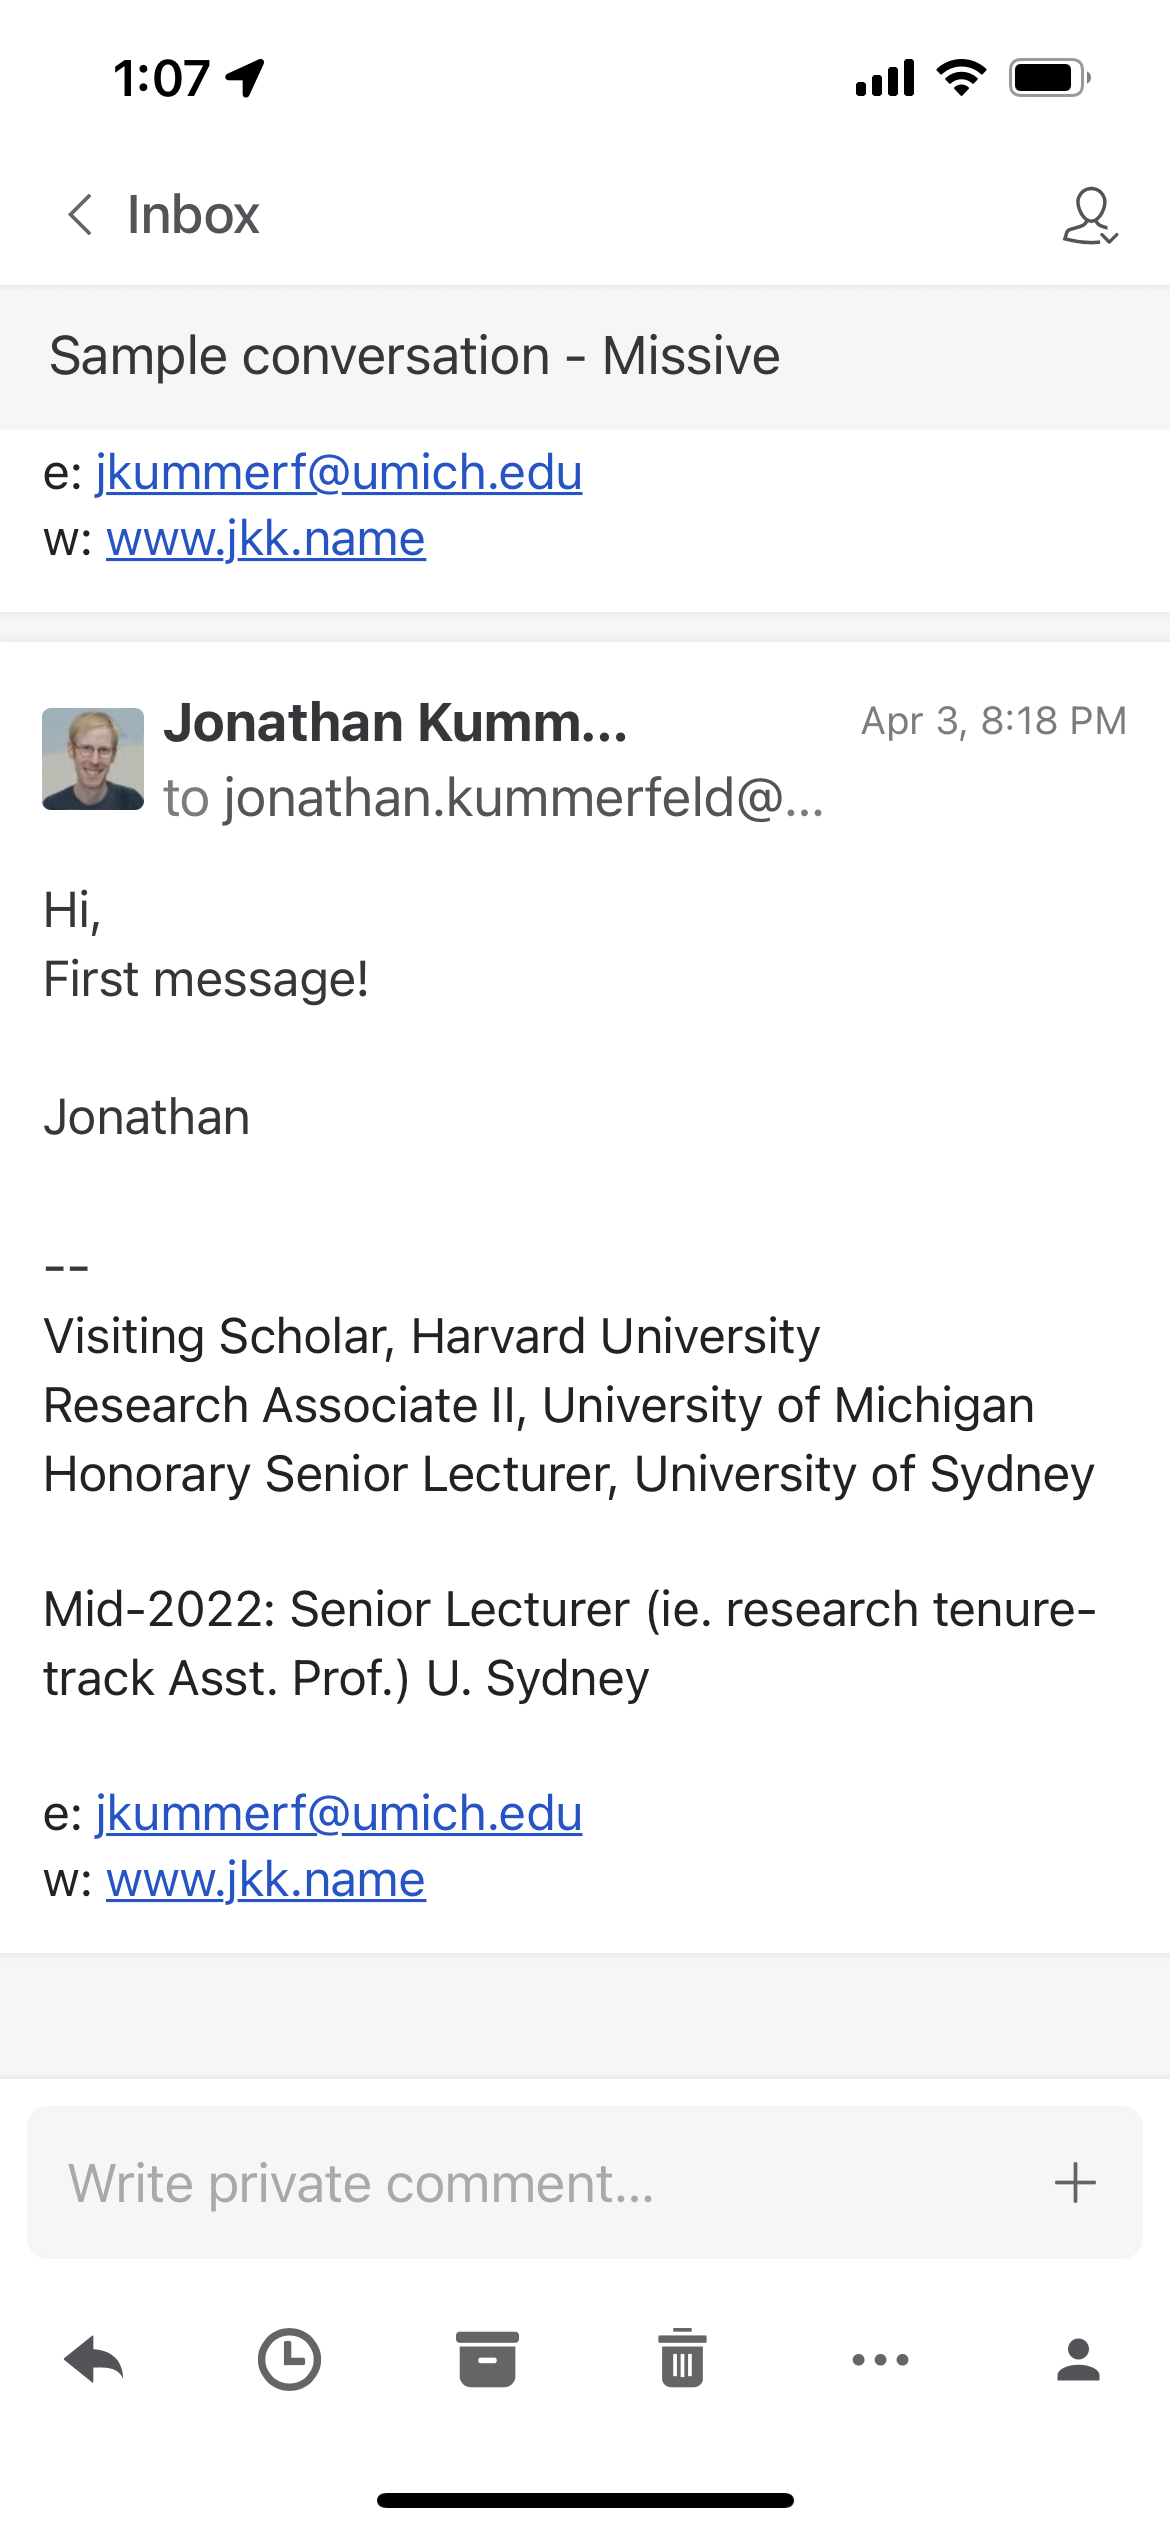 1:07
Inbox
Sample conversation - Missive
e: jkummerf@umich.edu
w: www.jkk.name
Jonathan Kumm...
Apr 3, 8:18 PM
to jonathan.kummerfeld@...
Hi,
First message!
Jonathan
--
Visiting Scholar, Harvard University
Research Associate II, University of Michigan
Honorary Senior Lecturer, University of Sydney
Mid-2022: Senior Lecturer (ie. research tenure-
track Asst. Prof.) U. Sydney
e: jkummerf@umich.edu
w: www.jkk.name
Write private comment...